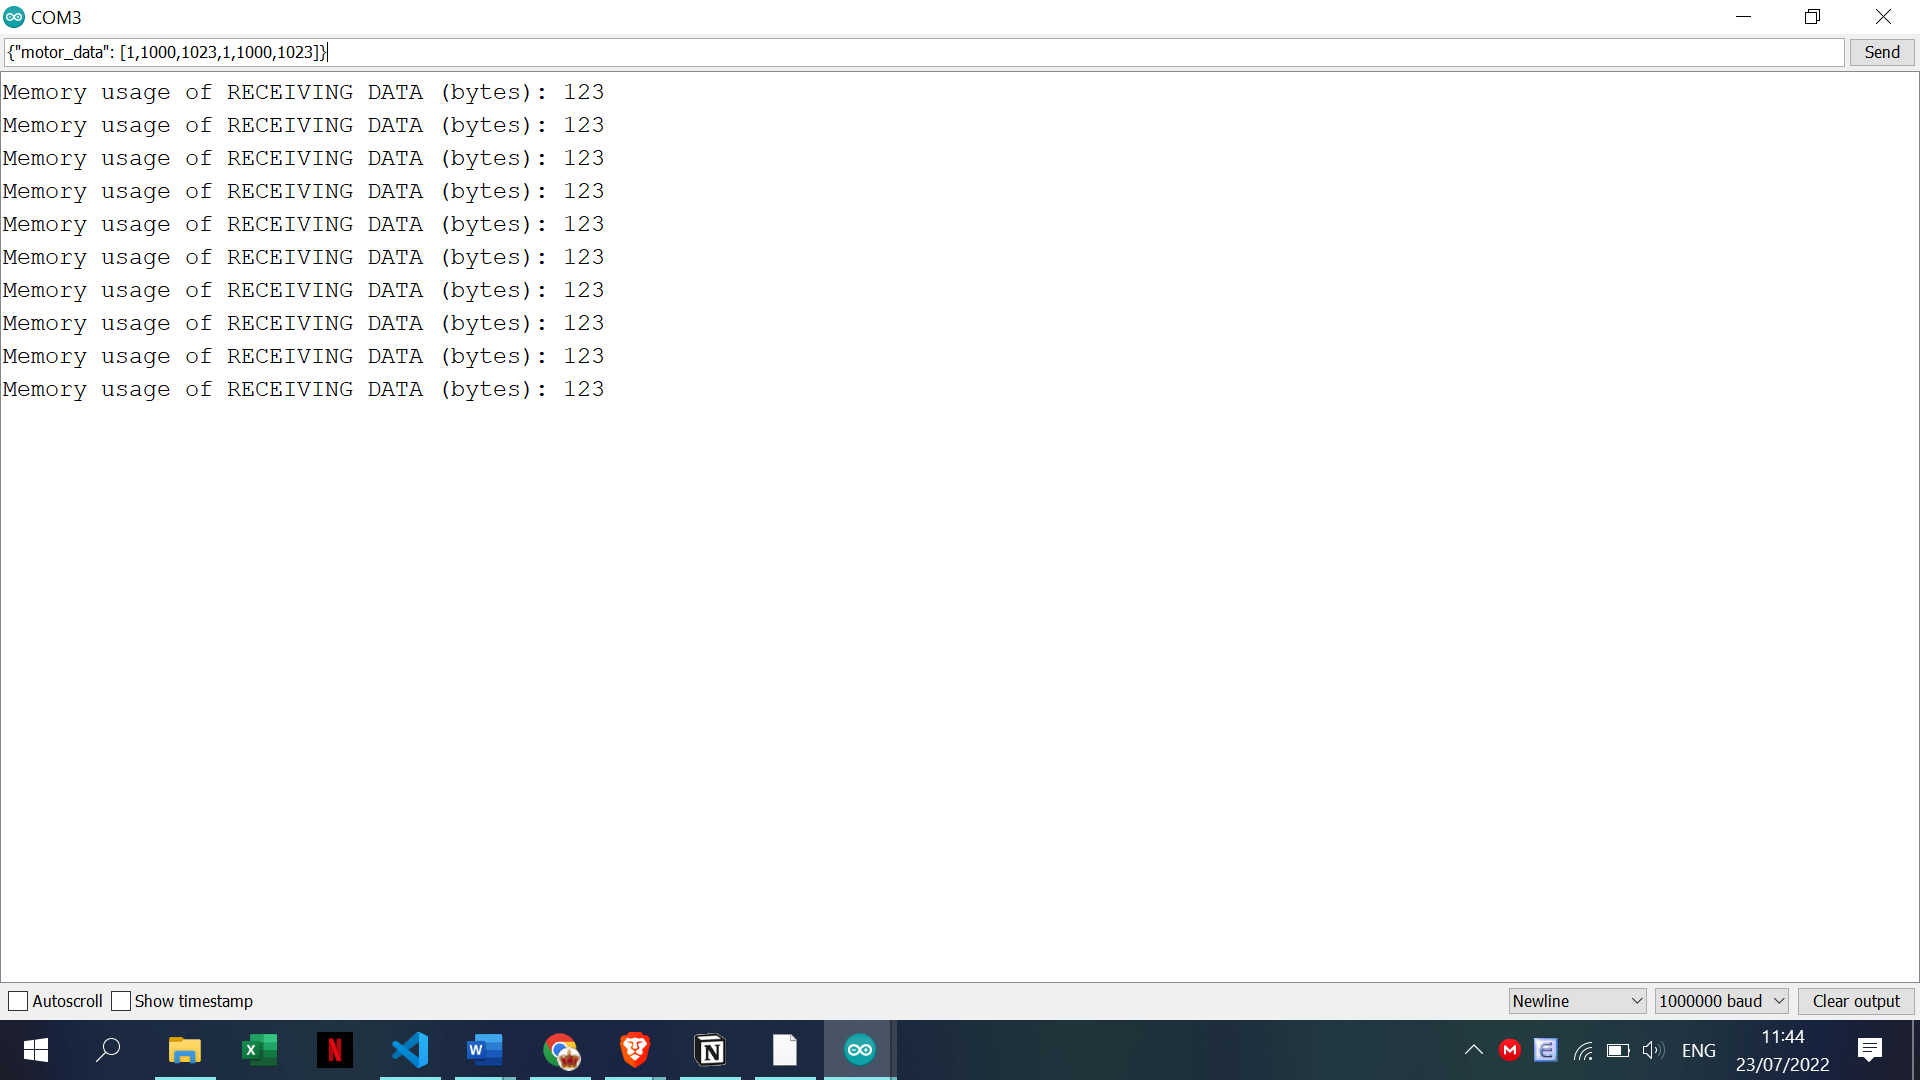 COM3
{"motor_data": [1,1000,1023,1,1000,1023]}
Send
Memory usage of RECEIVING DATA (bytes): 123
Memory usage of RECEIVING DATA (bytes): 123
Memory usage of RECEIVING DATA (bytes): 123
Memory usage of RECEIVING DATA (bytes): 123
Memory usage of RECEIVING DATA (bytes): 123
Memory usage of RECEIVING DATA (bytes): 123
Memory usage of RECEIVING DATA (bytes): 123
Memory usage of RECEIVING DATA (bytes): 123
Memory usage of RECEIVING DATA (bytes): 123
Memory usage of RECEIVING DATA (bytes): 123
Autoscroll
Show timestamp
Newline
1000000 baud
Clear output
ENG
11:44
23/07/2022